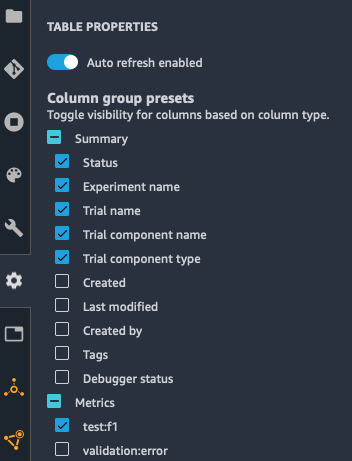 TABLE PROPERTIES
Auto refresh enabled
Column group presets
Toggle visibility for columns based on column type.
Summary
Status
Experiment name
Trial name
Trial component name
Trial component type
Created
Last modified
Created by
Tags
Debugger status
Metrics
test:f1
validation:error